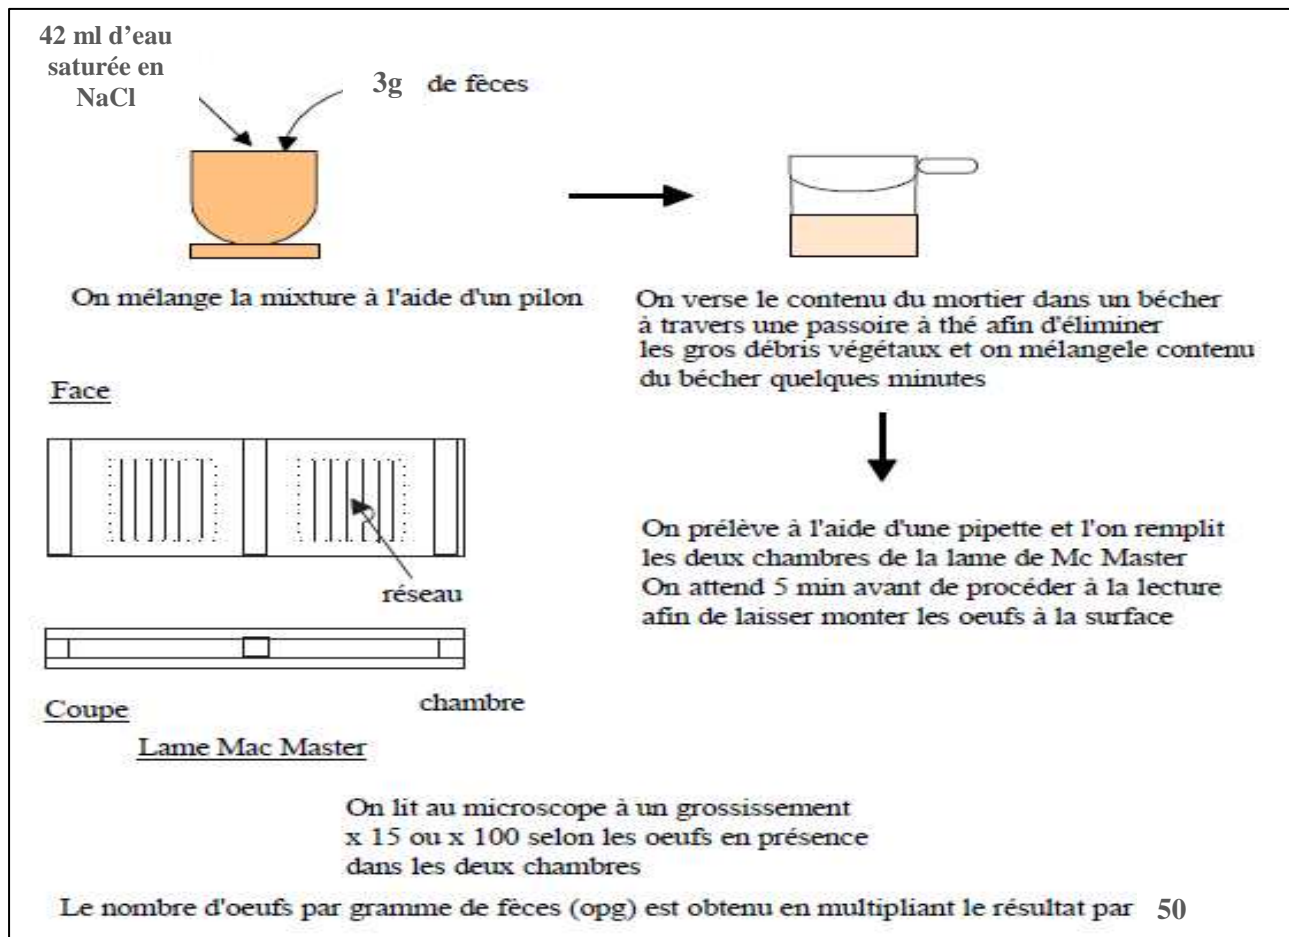 42 ml d'eau
saturée en
NaCl
3g de fèces
On mélange la mixture à l'aide d'un pilon
On verse le contenu du mortier dans un bécher
à travers une passoire à thé afin d'éliminer
les gros débris végétaux et on mélangele contenu
du bécher quelques minutes
Face
réseau
Coupe
chambre
Lame Mac Master
On prélève à l'aide d'une pipette et l'on remplit
les deux chambres de la lame de Mc Master
On attend 5 min avant de procéder à la lecture
afin de laisser monter les oeufs à la surface
On lit au microscope à un grossissement
x 15 ou x 100 selon les oeufs en présence
dans les deux chambres
Le nombre d'oeufs par gramme de fèces (opg) est obtenu en multipliant le résultat par 50